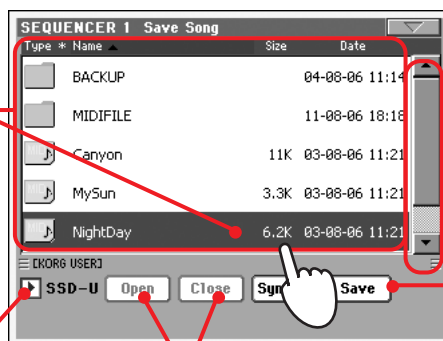 SEQUENCER 1 Save Song
Type * Name Size Date
BACKUP 04-08-06 11:14
MIDIFILE 11-08-06 18:18
Canyon 11K 03-08-06 11:21
MySun 3.3K 03-08-06 11:21
NightDay 6.2K 03-08-06 11:21
[KORG USER]
SSD-U Open Close Save